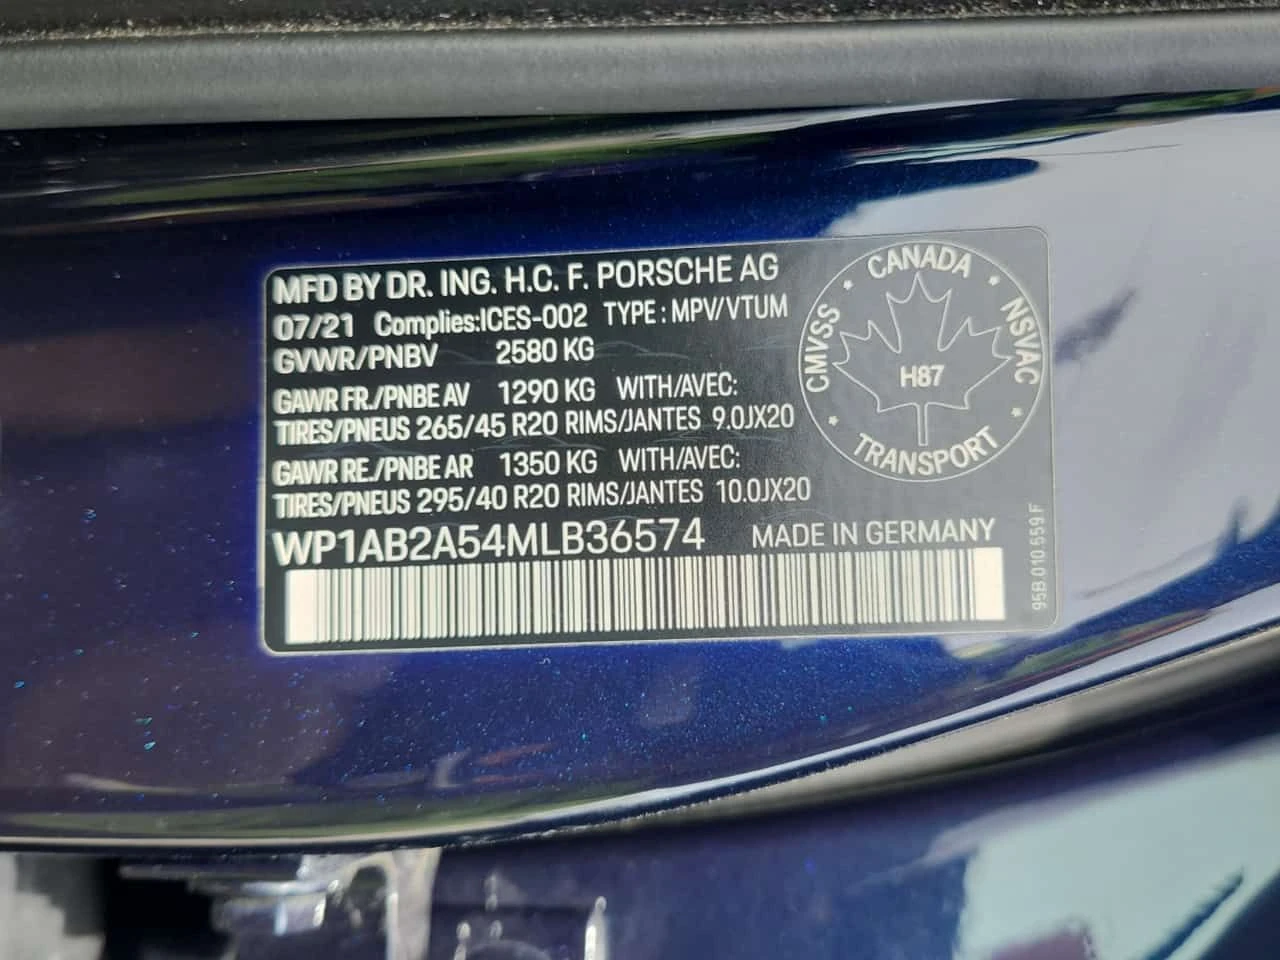 MFD BY DR. ING. H.C. F. PORSCHE AG
07/21 Complies:ICES-002 TYPE : MPV/VTUM
GVWR/PNBV 2580 KG
GAWR FR./PNBE AV 1290 KG WITH/AVEC:
TIRES/PNEUS 265/45 R20 RIMS/JANTES 9.0JX20
GAWR RE./PNBE AR 1350 KG WITH/AVEC:
TIRES/PNEUS 295/40 R20 RIMS/JANTES 10.0JX20
WP1AB2A54MLB36574 MADE IN GERMANY
CANADA
CMVSS
NSVAC
H87
TRANSPORT
95B.010.559.F